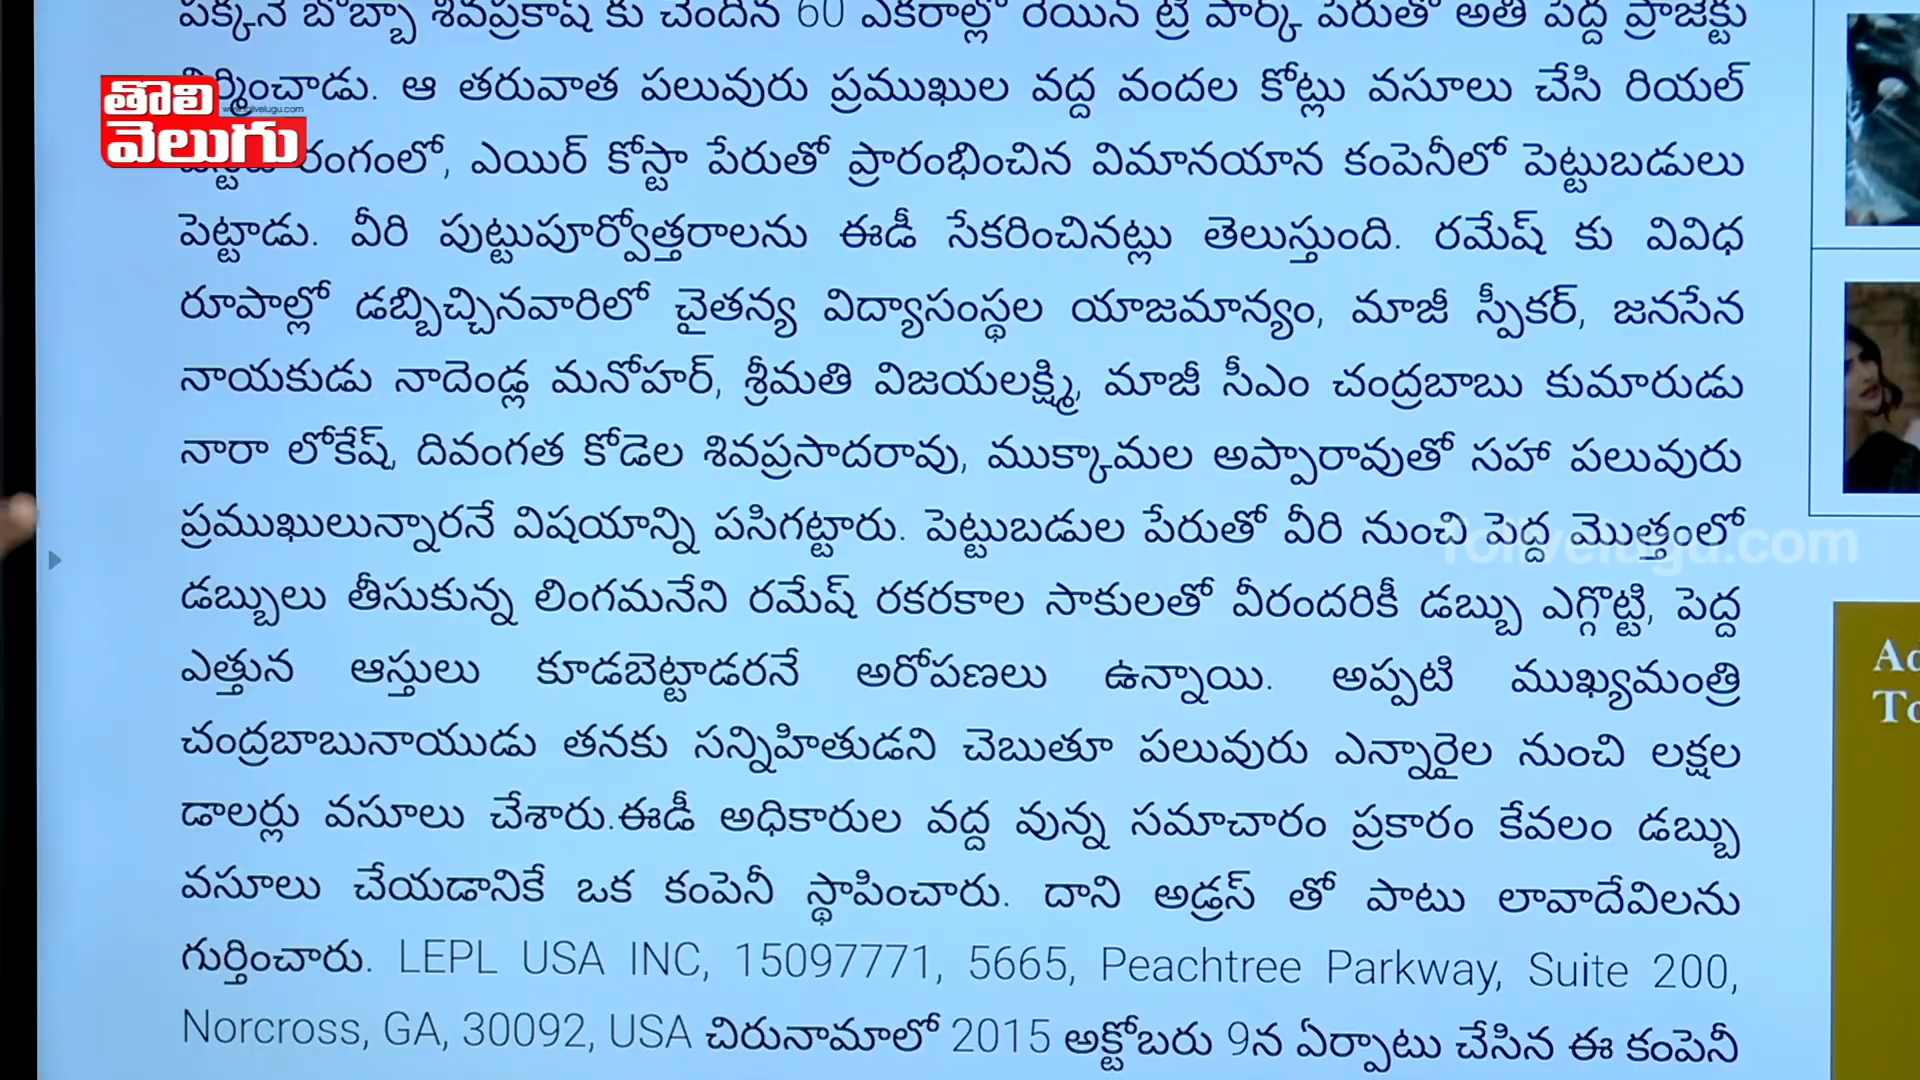 పక్కనే బొబ్బా శివప్రకాష్ కు చెందిన 60 ఎకరాల్లో రెయిన్ ట్రీ పార్క్ పేరుతో అతి పెద్ద ప్రాజెక్టు
నిర్మించాడు. ఆ తరువాత పలువురు ప్రముఖుల వద్ద వందల కోట్లు వసూలు చేసి రియల్
తొలి
www.tolivelugu.com
వెలుగు
రంగంలో, ఎయిర్ కోస్టా పేరుతో ప్రారంభించిన విమానయాన కంపెనీలో పెట్టుబడులు
పెట్టాడు. వీరి పుట్టుపూర్వోత్తరాలను ఈడీ సేకరించినట్లు తెలుస్తుంది. రమేష్ కు వివిధ
రూపాల్లో డబ్బిచ్చినవారిలో చైతన్య విద్యాసంస్థల యాజమాన్యం, మాజీ స్పీకర్, జనసేన
నాయకుడు నాదెండ్ల మనోహర్, శ్రీమతి విజయలక్ష్మి, మాజీ సీఎం చంద్రబాబు కుమారుడు
నారా లోకేష్, దివంగత కోడెల శివప్రసాదరావు, ముక్కామల అప్పారావుతో సహా పలువురు
ప్రముఖులున్నారనే విషయాన్ని పసిగట్టారు. పెట్టుబడుల పేరుతో వీరి నుంచి పెద్ద మొత్తంలో
tolivelugu.com
డబ్బులు తీసుకున్న లింగమనేని రమేష్ రకరకాల సాకులతో వీరందరికీ డబ్బు ఎగ్గొట్టి, పెద్ద
ఎత్తున ఆస్తులు కూడబెట్టాడరనే అరోపణలు ఉన్నాయి. అప్పటి ముఖ్యమంత్రి
చంద్రబాబునాయుడు తనకు సన్నిహితుడని చెబుతూ పలువురు ఎన్నారైల నుంచి లక్షల
డాలర్లు వసూలు చేశారు.ఈడీ అధికారుల వద్ద వున్న సమాచారం ప్రకారం కేవలం డబ్బు
వసూలు చేయడానికే ఒక కంపెనీ స్థాపించారు. దాని అడ్రస్ తో పాటు లావాదేవిలను
గుర్తించారు. LEPL USA INC, 15097771, 5665, Peachtree Parkway, Suite 200,
Norcross, GA, 30092, USA చిరునామాలో 2015 అక్టోబరు 9న ఏర్పాటు చేసిన ఈ కంపెనీ